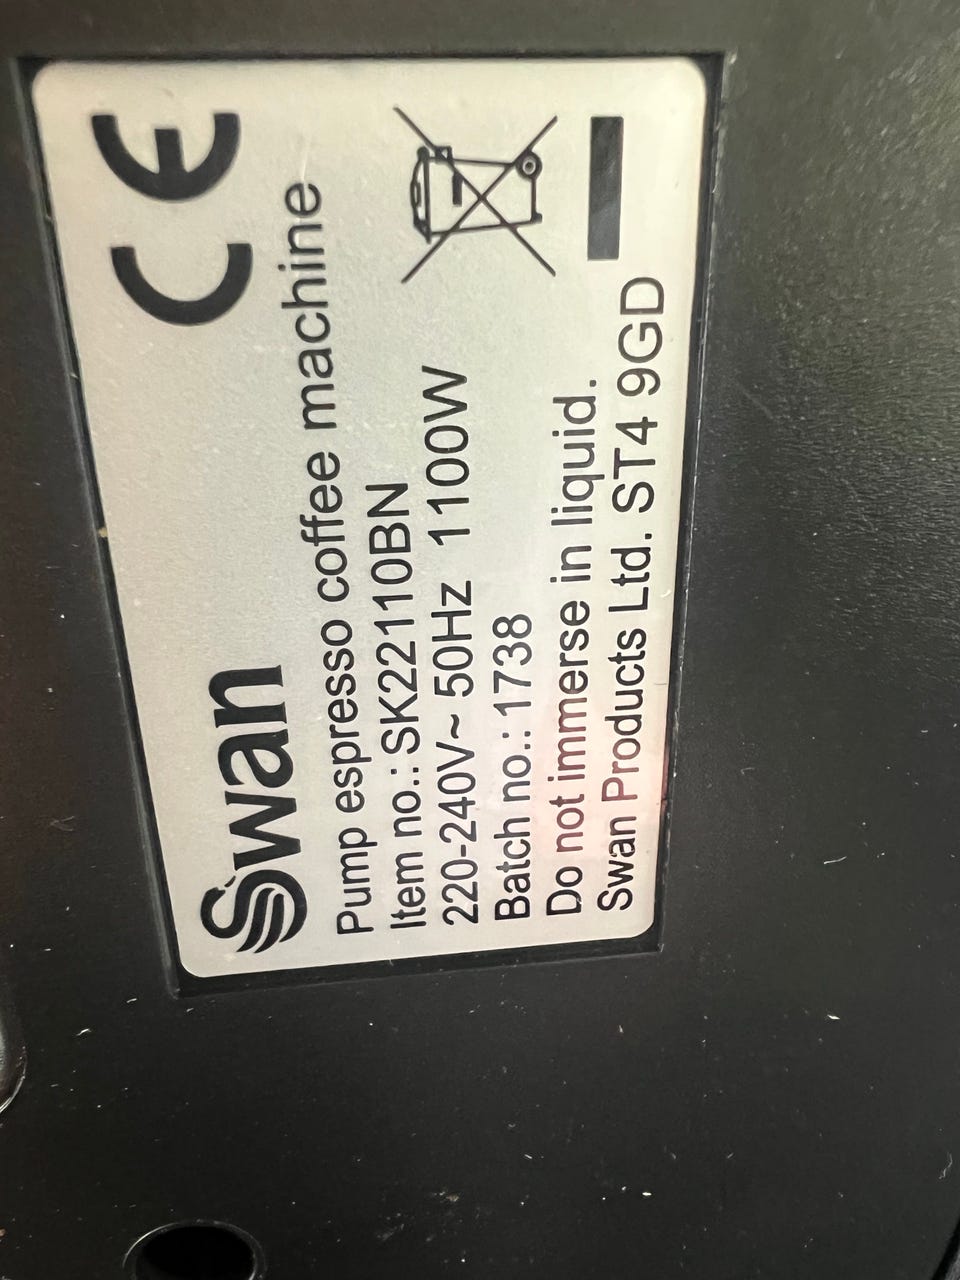 Swan
CE
Pump espresso coffee machine
Item no.: SK22110BN
220-240V~ 50Hz 1100W
Batch no.: 1738
Do not immerse in liquid.
Swan Products Ltd. ST4 9GD